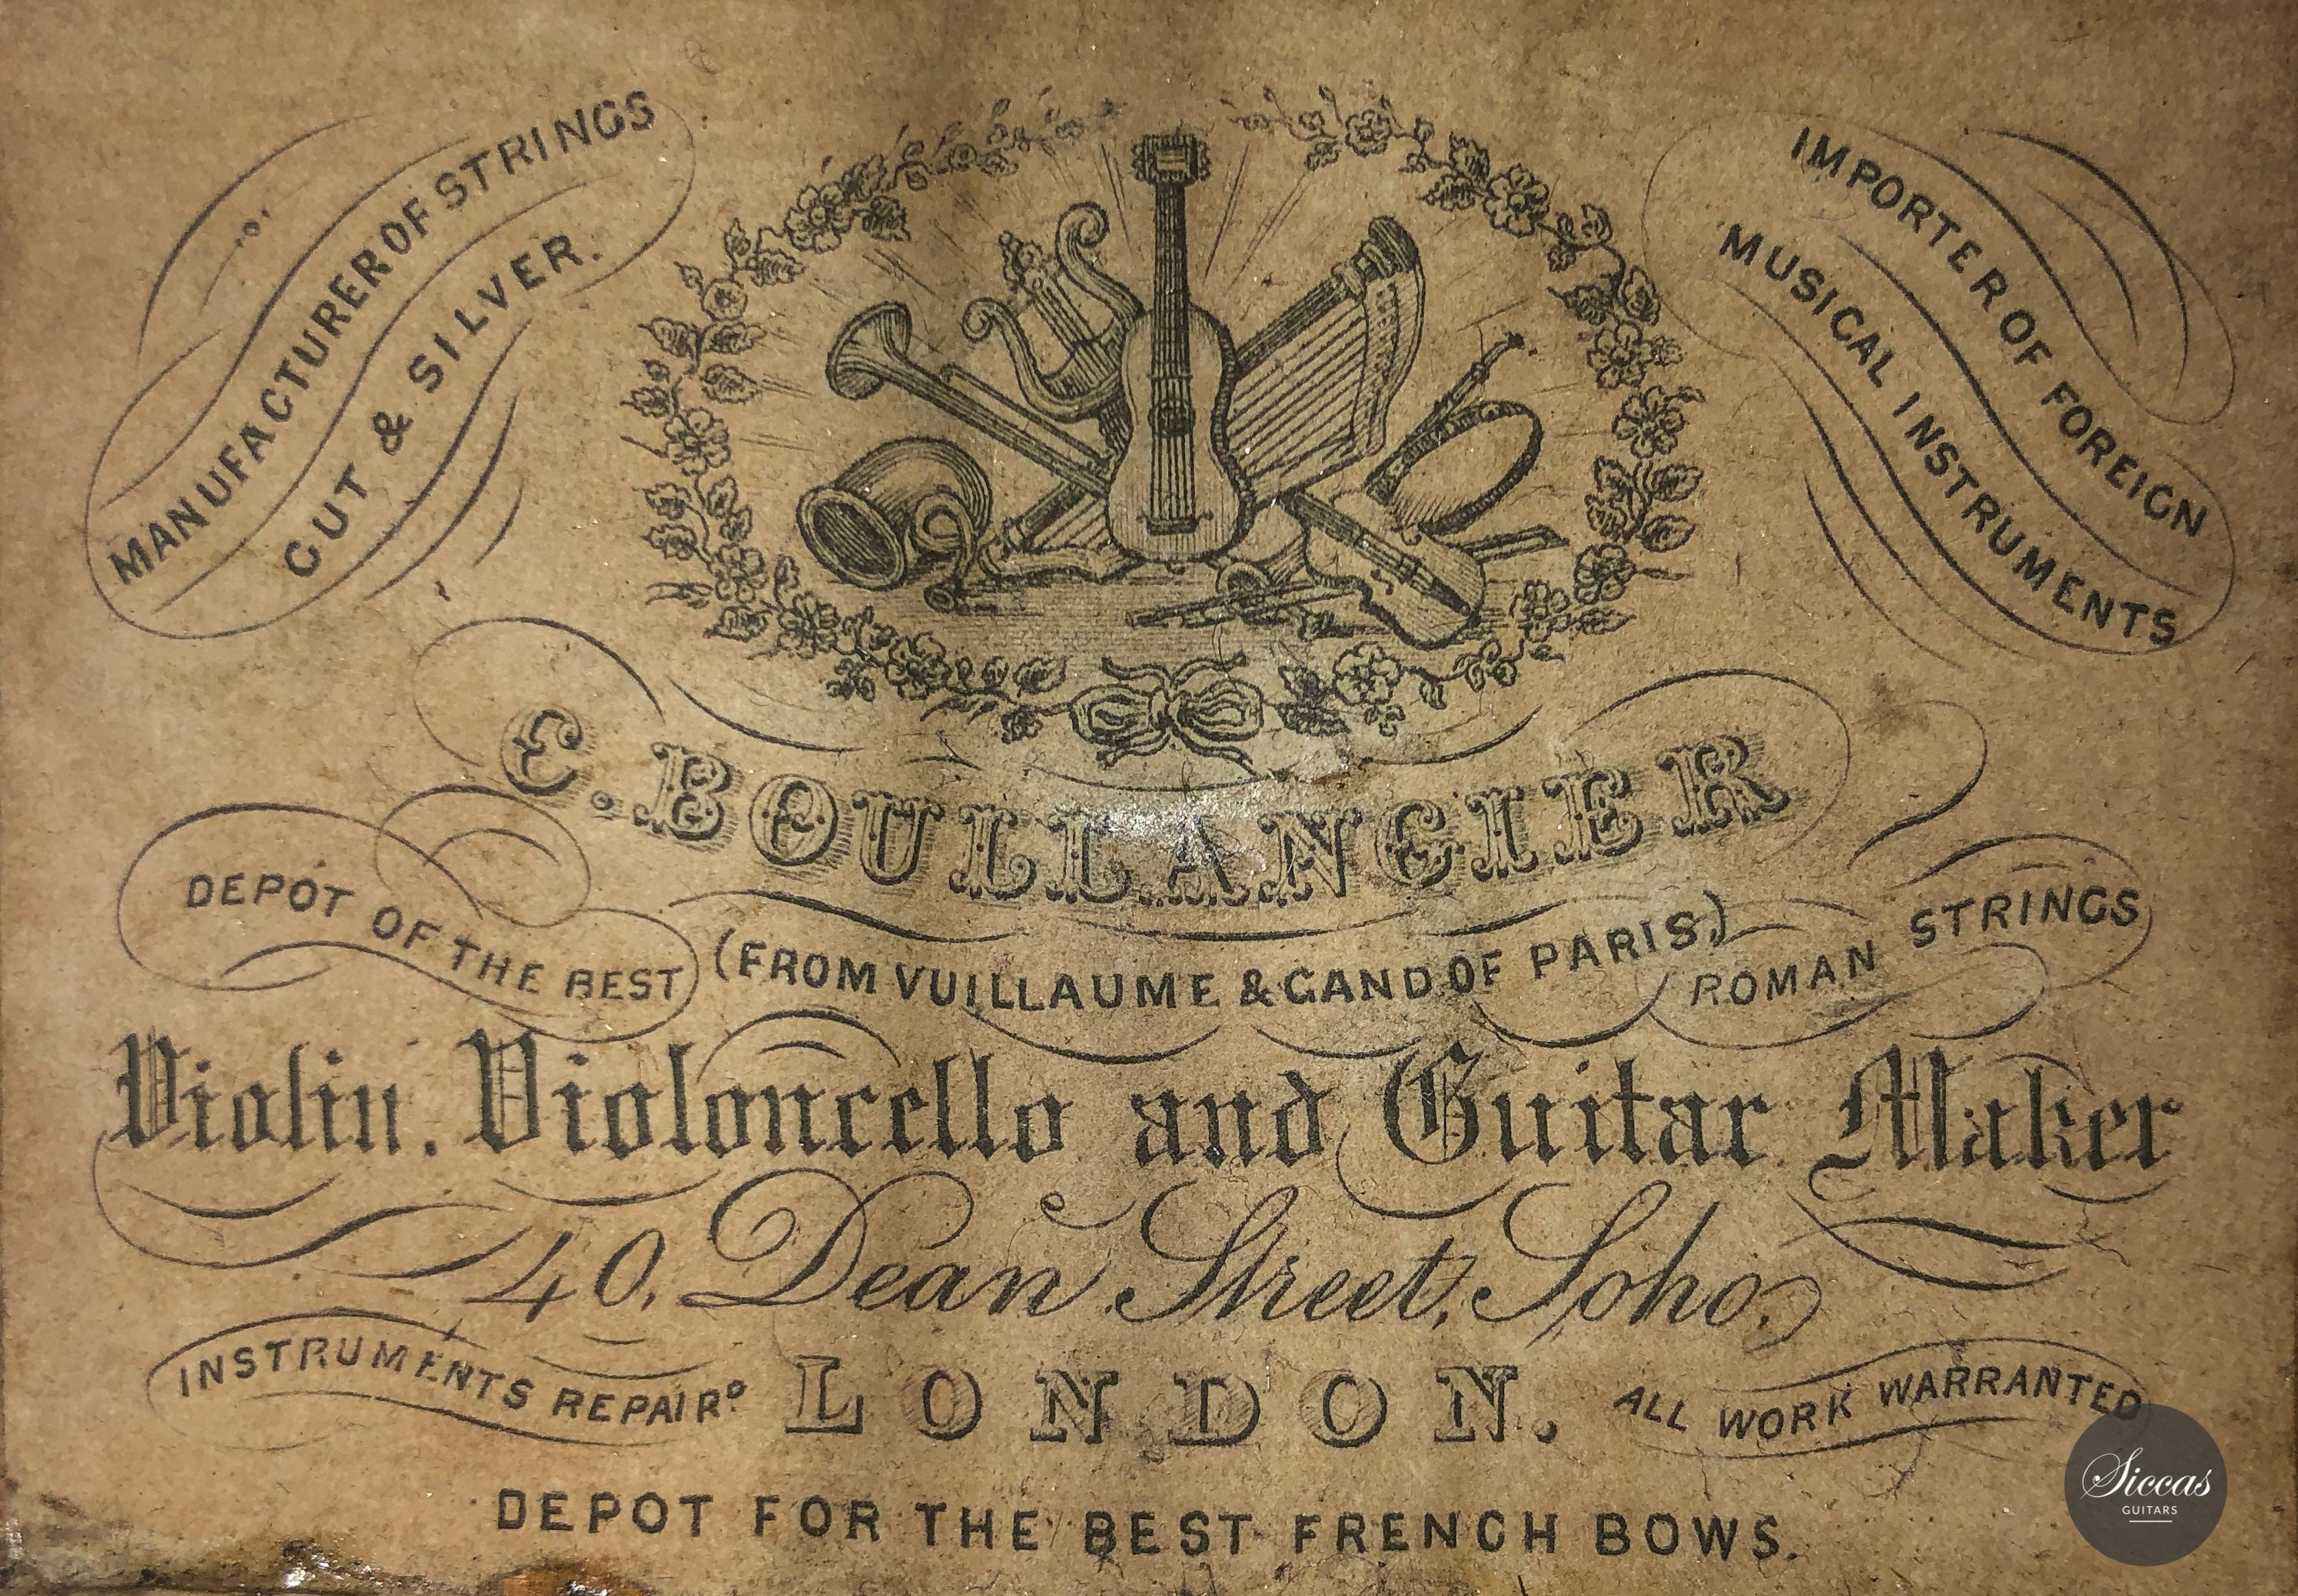 MANUFACTURER OF STRINGS
GUT & SILVER.
IMPORTER OF FOREIGN
MUSICAL INSTRUMENTS
C. BOULLANGIER
DEPÔT OF THE BEST
(FROM VUILLAUME & GAND OF PARIS,)
ROMAN STRINGS
Violin, Violoncello and Guitar Maker
40, Dean Street, Soho,
INSTRUMENTS REPAIRD
LONDON.
ALL WORK WARRANTED
DEPOT FOR THE BEST FRENCH BOWS.
Siccas
GUITARS